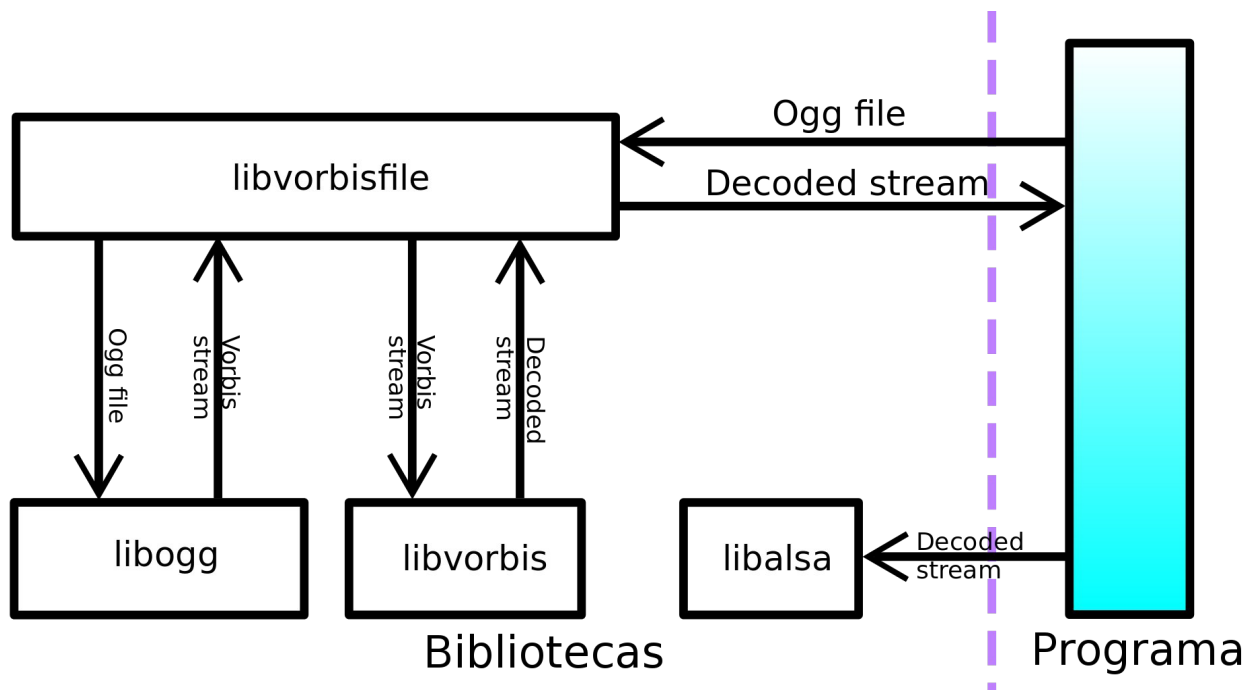 Ogg file
libvorbisfile
Decoded stream
Ogg file
Vorbis
stream
Vorbis
stream
Decoded
stream
libogg
libvorbis
libalsa
Decoded
stream
Bibliotecas
Programa